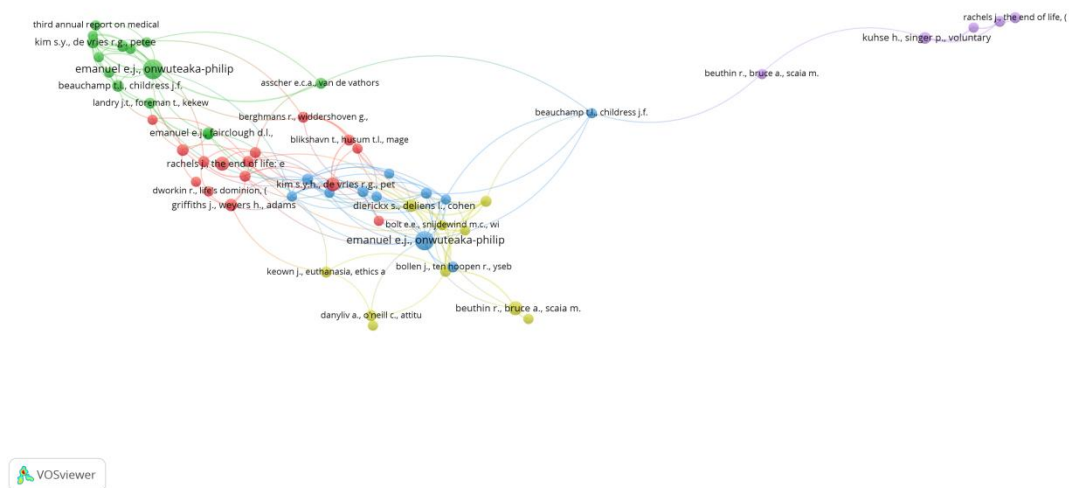 rachels j., the end of life, (
third annual report on medical
kuhse h., singer p., voluntary
kim s.y., de vries r.g., petee
emanuel e.j., onwuteaka-philip
beuthin r., bruce a., scaia m.
asscher e.c.a., van de vathors
beauchamp t.l., childress j.f.
landry j.t., foreman t., kekew
beauchamp t.l., childress j.f.
berghmans r., widdershoven g.,
emanuel e.j., fairclough d.l.,
blikshavn t., husum t.l., mage
rachels j., the end of life: e
kim s.y.h., de vries r.g., pet
dworkin r., life's dominion, (
griffiths j., weyers h., adams
dierickx s., deliens l., cohen
bolt e.e., snijdewind m.c., wi
emanuel e.j., onwuteaka-philip
keown j., euthanasia, ethics a
bollen j., ten hoopen r., yseb
danyliv a., o'neill c., attitu
beuthin r., bruce a., scaia m.
VOSviewer